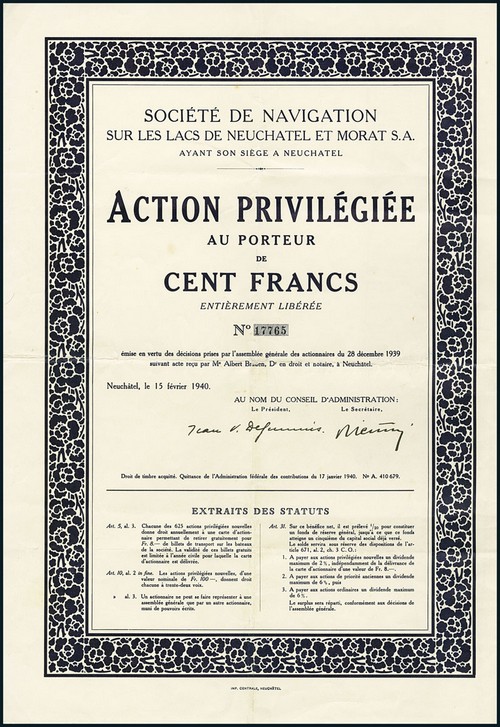 SOCIÉTÉ DE NAVIGATION
SUR LES LACS DE NEUCHATEL ET MORAT S.A.
AYANT SON SIÈGE A NEUCHATEL
ACTION PRIVILÉGIÉE
AU PORTEUR
DE
CENT FRANCS
ENTIÈREMENT LIBÉRÉE
No 17765
émise en vertu des décisions prises par l'assemblée générale des actionnaires du 28 décembre 1939
suivant acte reçu par Me Albert Brauen, Dr en droit et notaire, à Neuchâtel.
Neuchâtel, le 15 février 1940.
AU NOM DU CONSEIL D'ADMINISTRATION:
Le Président, Le Secrétaire,
Droit de timbre acquitté. Quittance de l'Administration fédérale des contributions du 17 janvier 1940. No A. 410 679.
EXTRAITS DES STATUTS
Art. 5, al. 3. Chacune des 625 actions privilégiées nouvelles
donne droit annuellement à une carte d'action-
naire permettant de retirer gratuitement pour
Fr. 8.— de billets de transport sur les bateaux
de la société. La validité de ces billets gratuits
est limitée à l'année civile pour laquelle la carte
d'actionnaire est délivrée.
Art. 10, al. 2 in fine. Les actions privilégiées nouvelles, d'une
valeur nominale de Fr. 100—, donnent droit
chacune à trente-deux voix.
» al. 3. Un actionnaire ne peut se faire représenter à une
assemblée générale que par un autre actionnaire,
muni de pouvoirs écrits.
Art. 31. Sur ce bénéfice net, il est prélevé 1/20 pour constituer
un fonds de réserve général, jusqu'à ce que ce fonds
atteigne un cinquième du capital social déjà versé.
Le solde servira sous réserve des dispositions de l'ar-
ticle 671, al. 2, ch. 3 C. O.:
1. A payer aux actions privilégiées nouvelles un dividende
maximum de 2 %, indépendamment de la délivrance de
la carte d'actionnaire d'une valeur de Fr. 8.—.
2. A payer aux actions de priorité anciennes un dividende
maximum de 6 %, puis
3. A payer aux actions ordinaires un dividende maximum
de 6 %.
Le surplus sera réparti, conformément aux décisions de
l'assemblée générale.
IMP. CENTRALE, NEUCHÂTEL